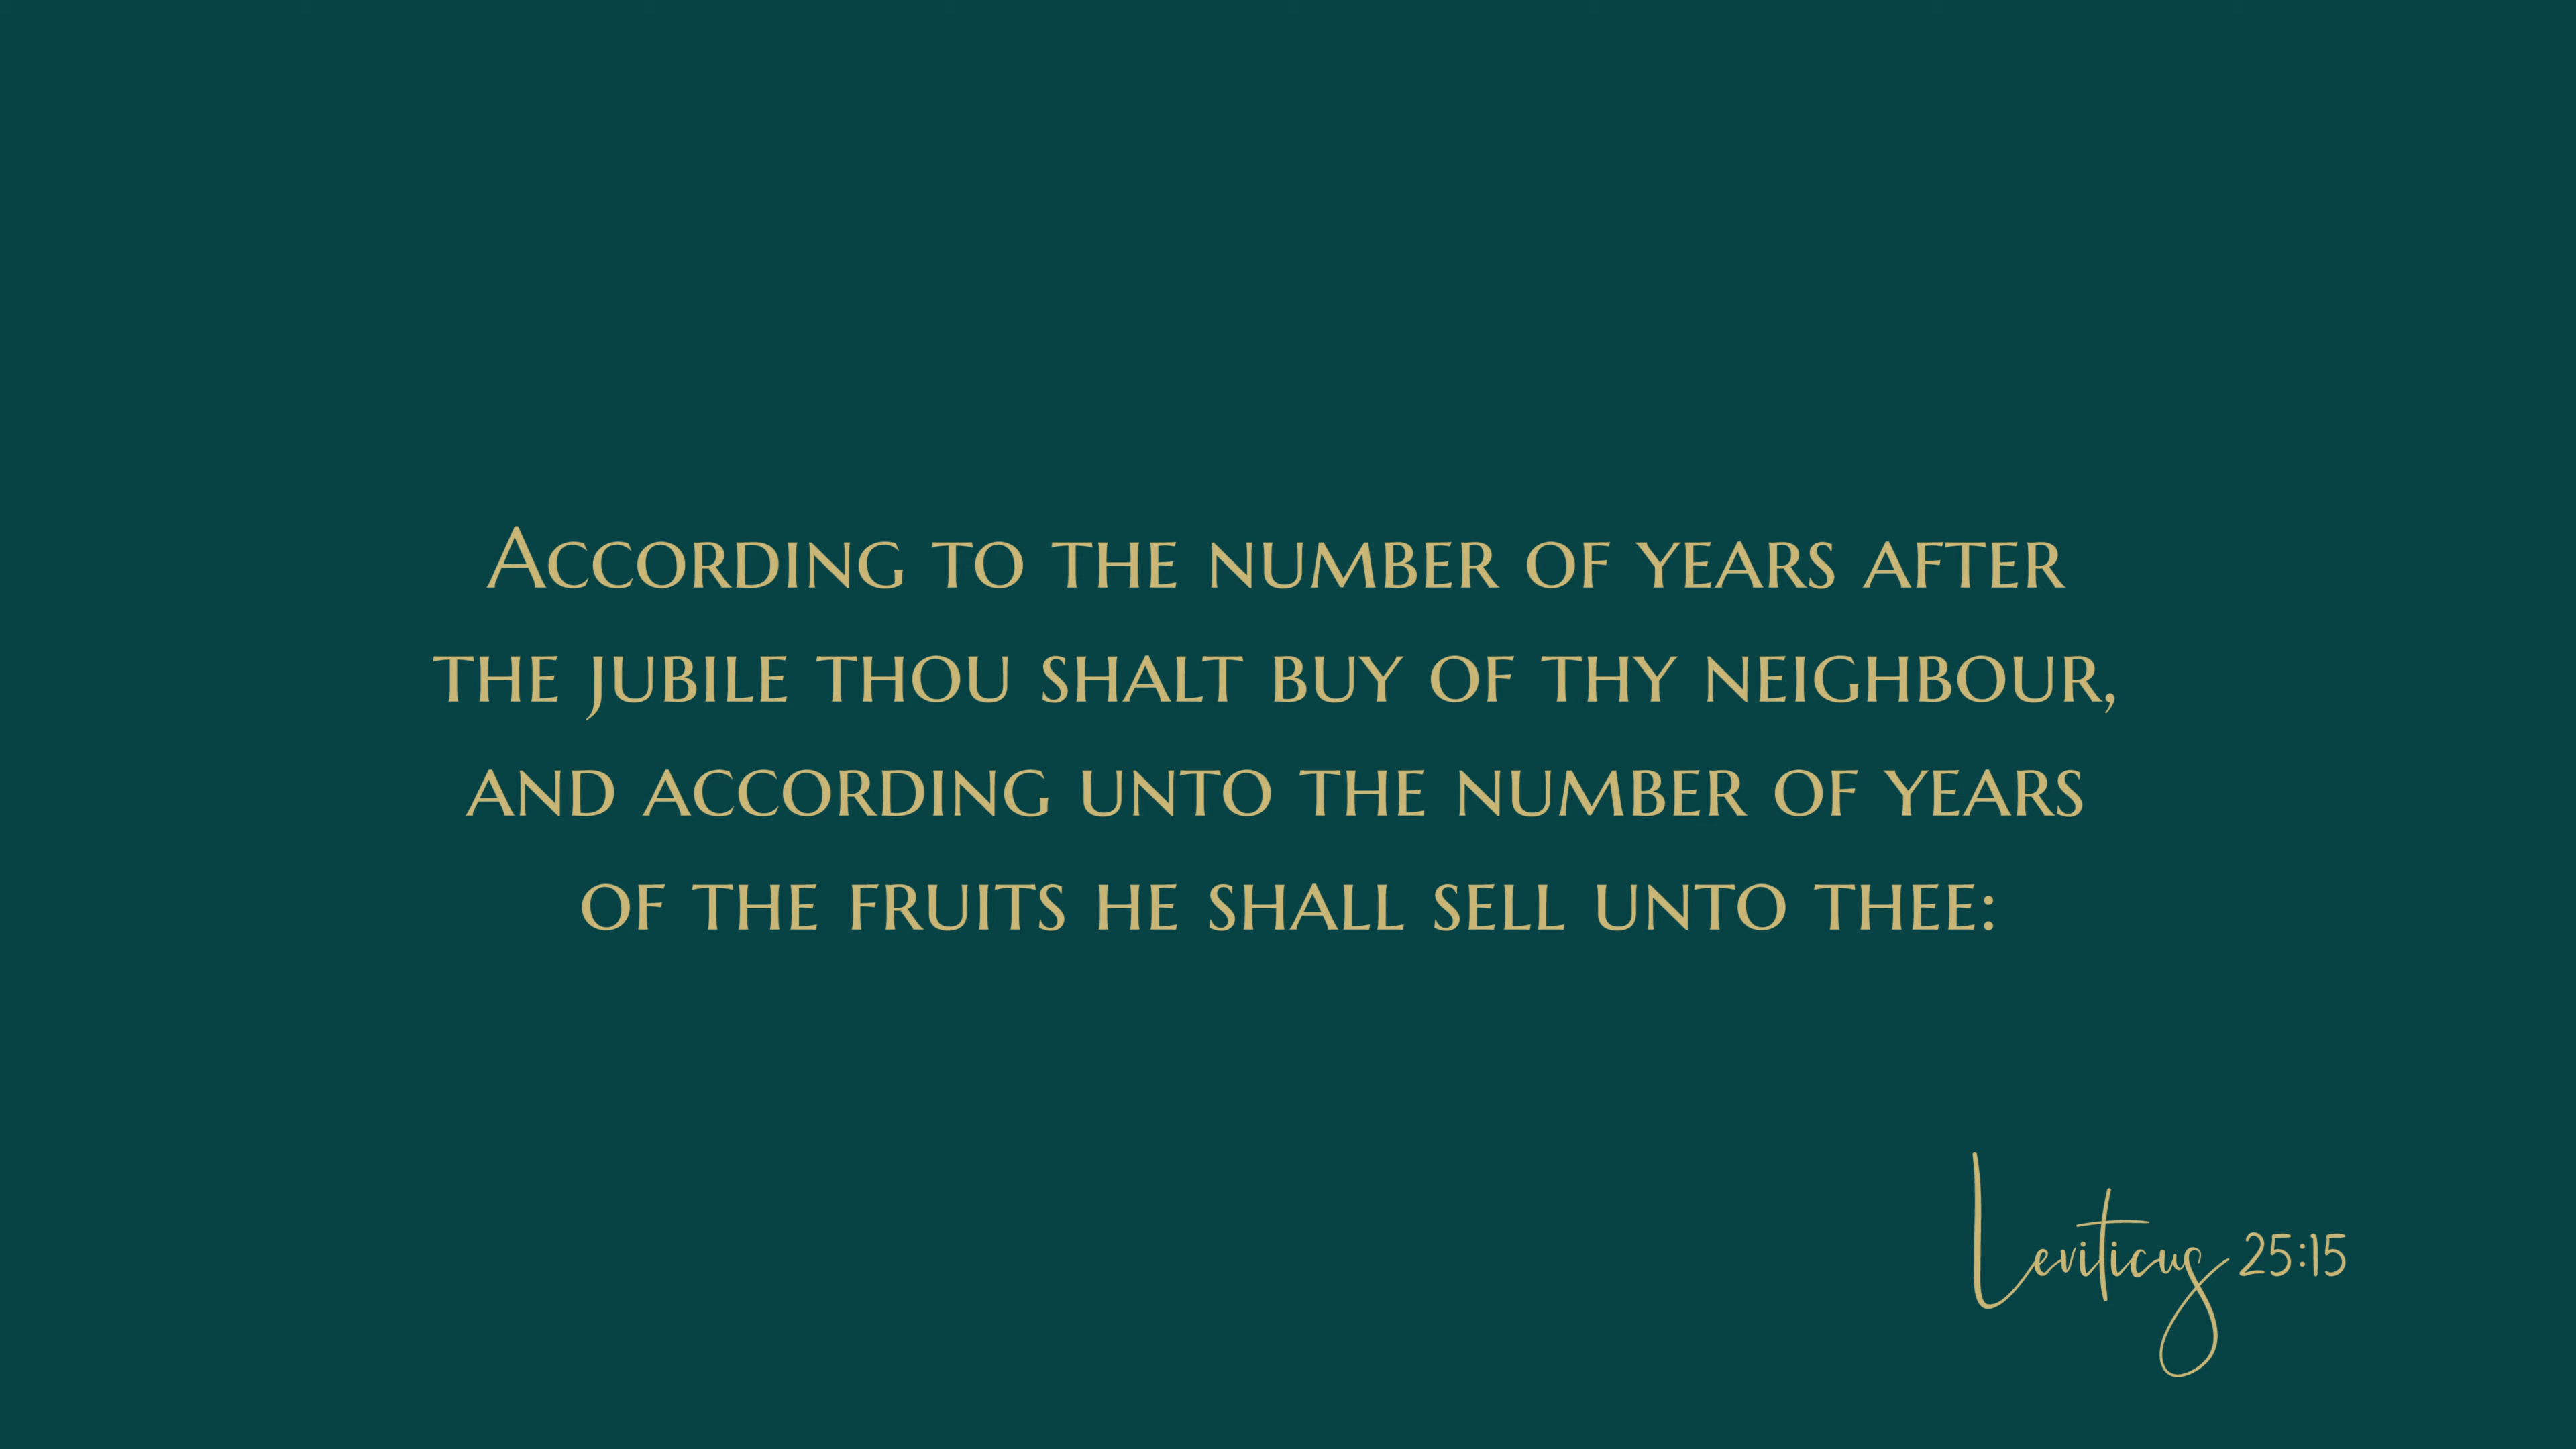 According to the number of years after
the jubile thou shalt buy of thy neighbour,
and according unto the number of years
of the fruits he shall sell unto thee:
Leviticus 25:15